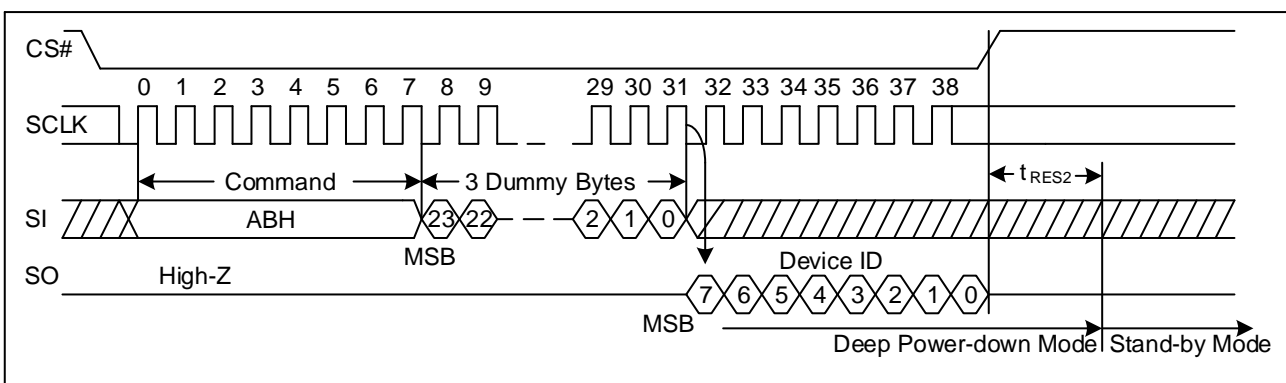 CS#
0 1 2 3 4 5 6 7 8 9 29 30 31 32 33 34 35 36 37 38
SCLK
Command 3 Dummy Bytes tRES2
SI ABH 23 22 2 1 0
MSB
SO High-Z Device ID
7 6 5 4 3 2 1 0
MSB
Deep Power-down Mode Stand-by Mode